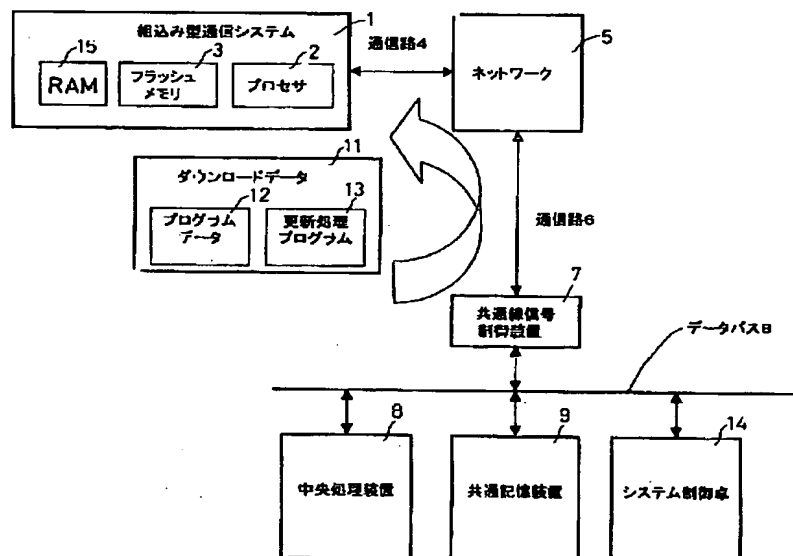 組込み型通信システム
1
15
RAM
3
フラッシュ
メモリ
2
プロセサ
通信路4
5
ネットワーク
11
ダウンロードデータ
12
プログラム
データ
13
更新処理
プログラム
通信路6
7
共通線信号
制御装置
データバス8
8
中央処理装置
9
共通記憶装置
14
システム制御卓